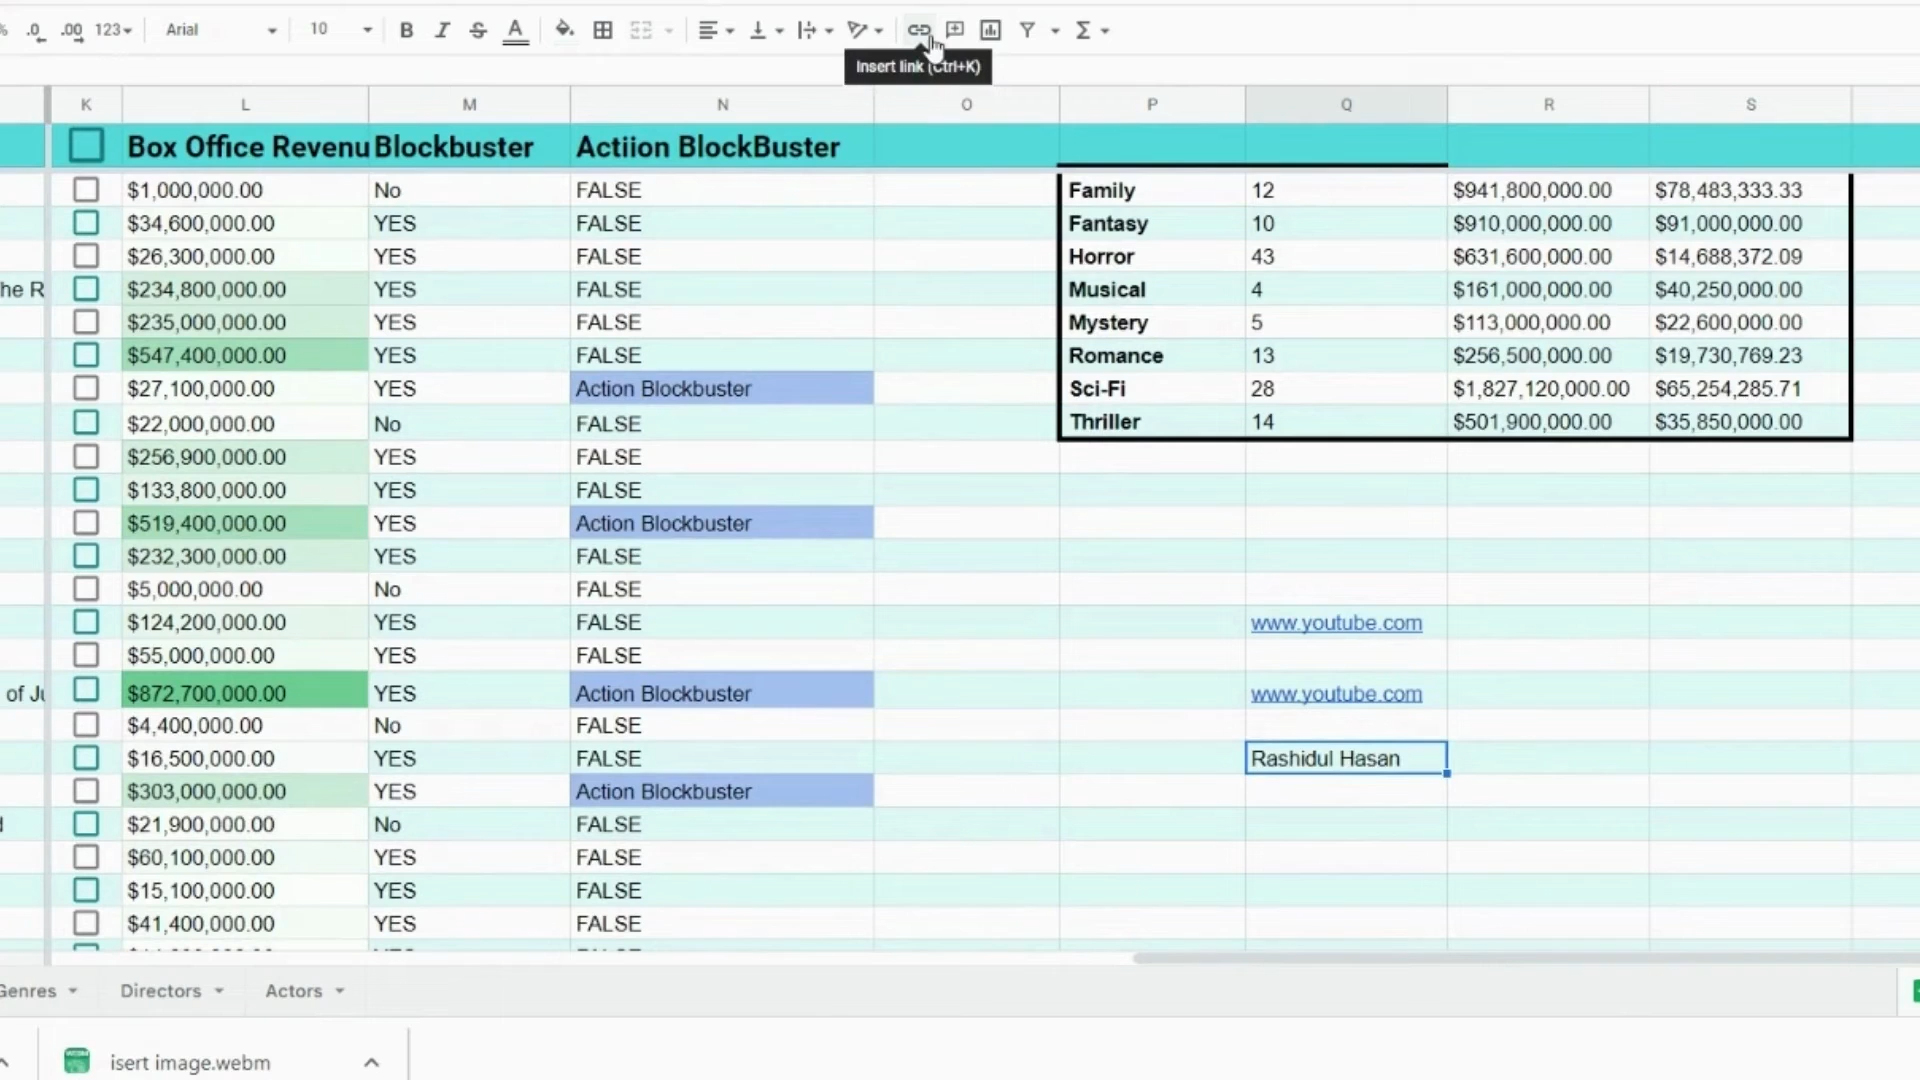 % .0 .00 123 Arial 10 B I S A
Insert link (Ctrl+K)
K L M N O P Q R S
Box Office Revenu Blockbuster Actiion BlockBuster
$1,000,000.00 No FALSE Family 12 $941,800,000.00 $78,483,333.33
$34,600,000.00 YES FALSE Fantasy 10 $910,000,000.00 $91,000,000.00
$26,300,000.00 YES FALSE Horror 43 $631,600,000.00 $14,688,372.09
he R $234,800,000.00 YES FALSE Musical 4 $161,000,000.00 $40,250,000.00
$235,000,000.00 YES FALSE Mystery 5 $113,000,000.00 $22,600,000.00
$547,400,000.00 YES FALSE Romance 13 $256,500,000.00 $19,730,769.23
$27,100,000.00 YES Action Blockbuster Sci-Fi 28 $1,827,120,000.00 $65,254,285.71
$22,000,000.00 No FALSE Thriller 14 $501,900,000.00 $35,850,000.00
$256,900,000.00 YES FALSE
$133,800,000.00 YES FALSE
$519,400,000.00 YES Action Blockbuster
$232,300,000.00 YES FALSE
$5,000,000.00 No FALSE
$124,200,000.00 YES FALSE www.youtube.com
$55,000,000.00 YES FALSE
of Ju $872,700,000.00 YES Action Blockbuster www.youtube.com
$4,400,000.00 No FALSE
$16,500,000.00 YES FALSE Rashidul Hasan
$303,000,000.00 YES Action Blockbuster
d $21,900,000.00 No FALSE
$60,100,000.00 YES FALSE
$15,100,000.00 YES FALSE
$41,400,000.00 YES FALSE
Genres Directors Actors
isert image.webm